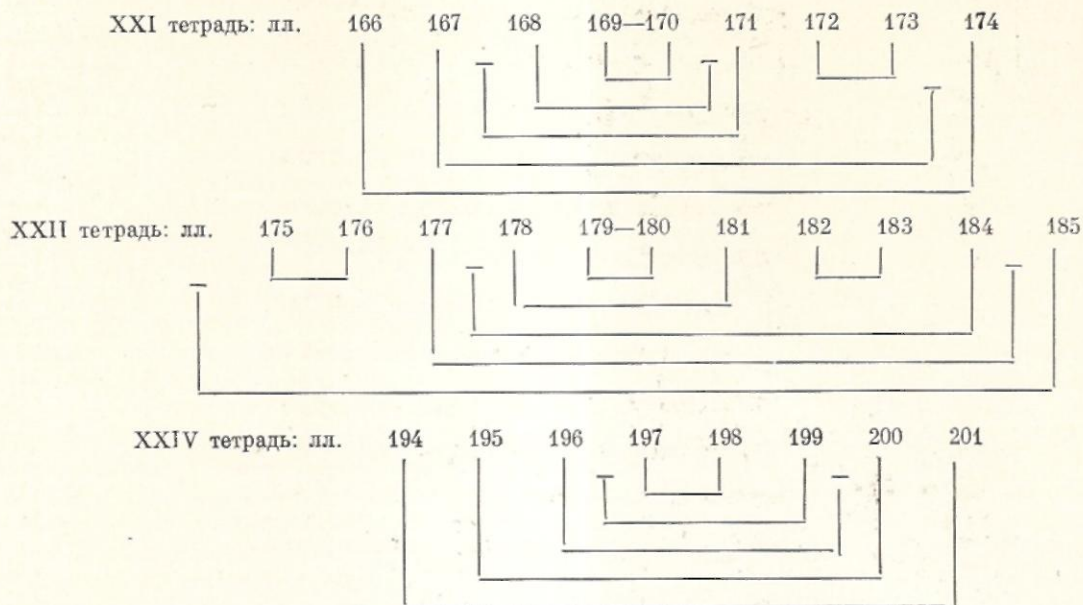 XXI тетрадь: лл. 166 167 168 169—170 171 172 173 174
XXII тетрадь: лл. 175 176 177 178 179—180 181 182 183 184 185
XXIV тетрадь: лл. 194 195 196 197 198 199 200 201